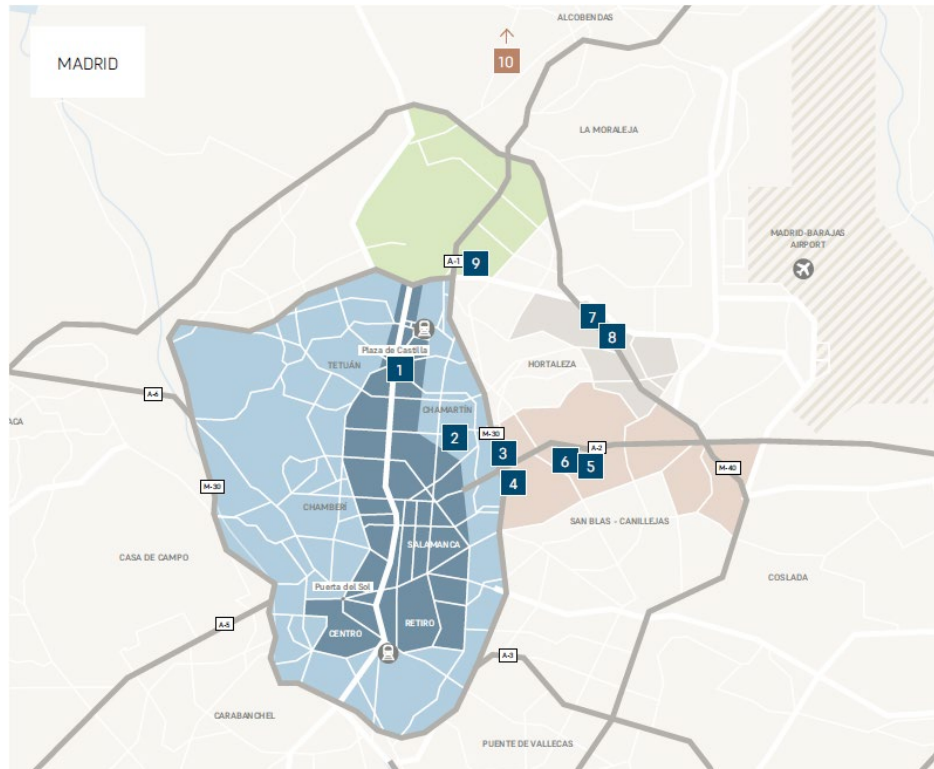 ALCOBENDAS
10
MADRID
LA MORALEJA
MADRID-BARAJAS
AIRPORT
A-1
9
7
8
Plaza de Castilla
TETUÁN
1
HORTALEZA
A-6
CHAMARTÍN
ACA
2
M-30
3
A-2
6
5
M-40
4
M-30
CHAMBERÍ
SAN BLAS - CANILLEJAS
SALAMANCA
CASA DE CAMPO
COSLADA
Puerta del Sol
A-5
CENTRO
RETIRO
A-3
CARABANCHEL
PUENTE DE VALLECAS